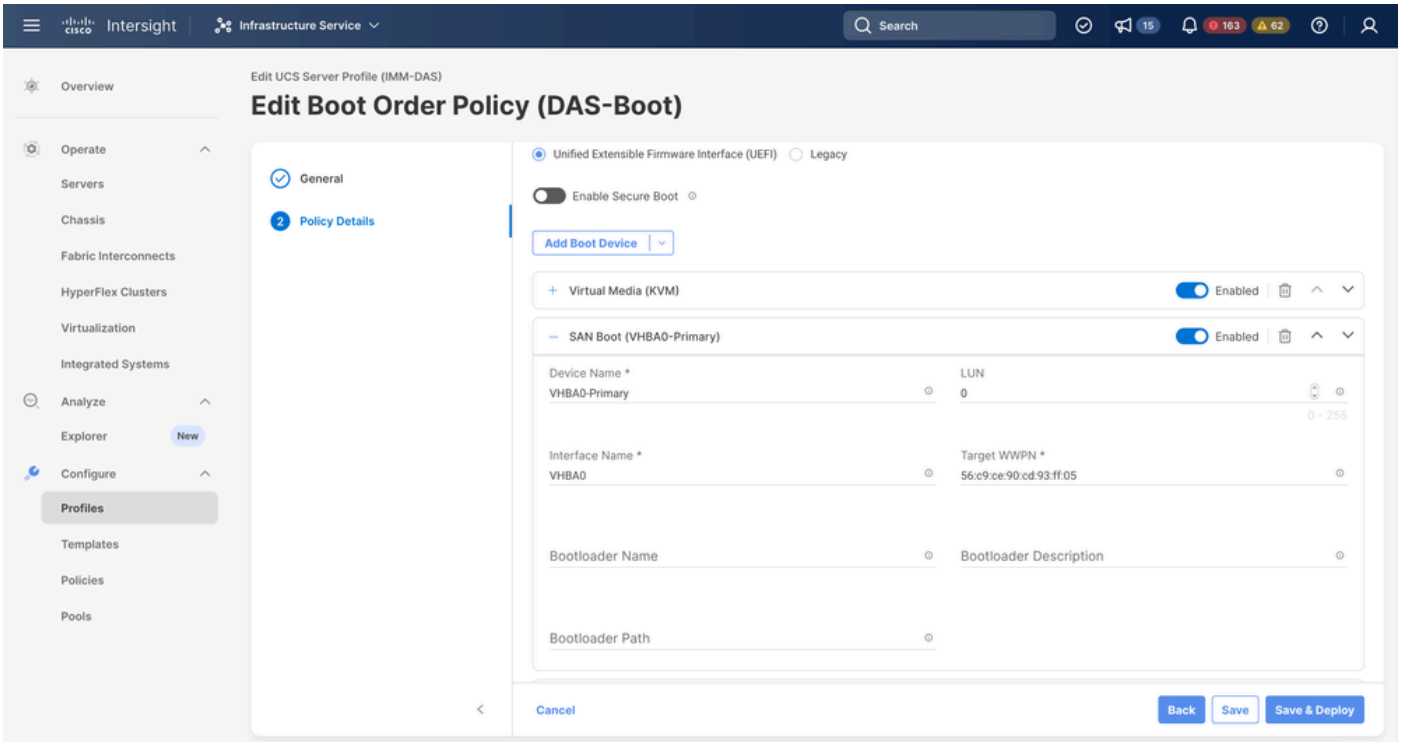 cisco Intersight Infrastructure Service Search 15 163 62
Overview
Operate
Servers
Chassis
Fabric Interconnects
HyperFlex Clusters
Virtualization
Integrated Systems
Analyze
Explorer New
Configure
Profiles
Templates
Policies
Pools
Edit UCS Server Profile (IMM-DAS)
Edit Boot Order Policy (DAS-Boot)
General
2 Policy Details
Unified Extensible Firmware Interface (UEFI) Legacy
Enable Secure Boot
Add Boot Device
Virtual Media (KVM) Enabled
SAN Boot (VHBA0-Primary) Enabled
Device Name * LUN
VHBA0-Primary 0
0 - 255
Interface Name * Target WWPN *
VHBA0 56:c9:ce:90:cd:93:ff:05
Bootloader Name Bootloader Description
Bootloader Path
Cancel Back Save Save & Deploy